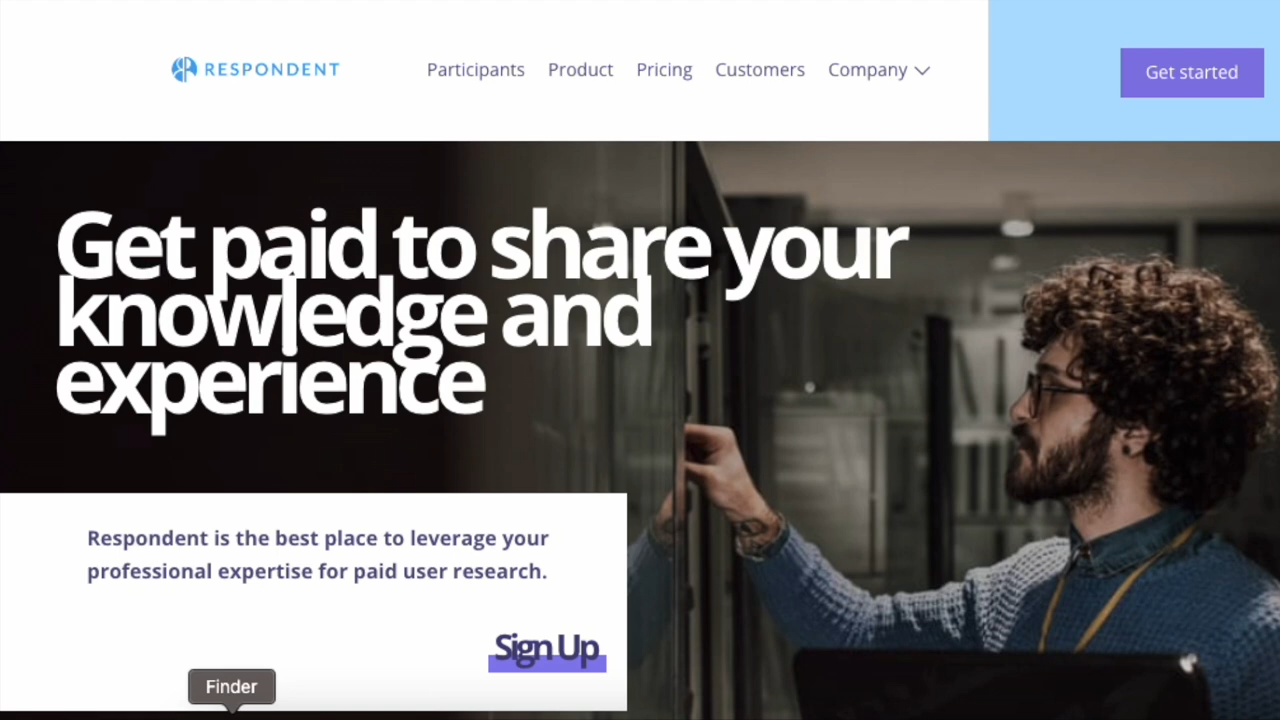 RESPONDENT
Participants
Product
Pricing
Customers
Company
Get started
Get paid to share your
knowledge and
experience
Respondent is the best place to leverage your
professional expertise for paid user research.
Sign Up
Finder